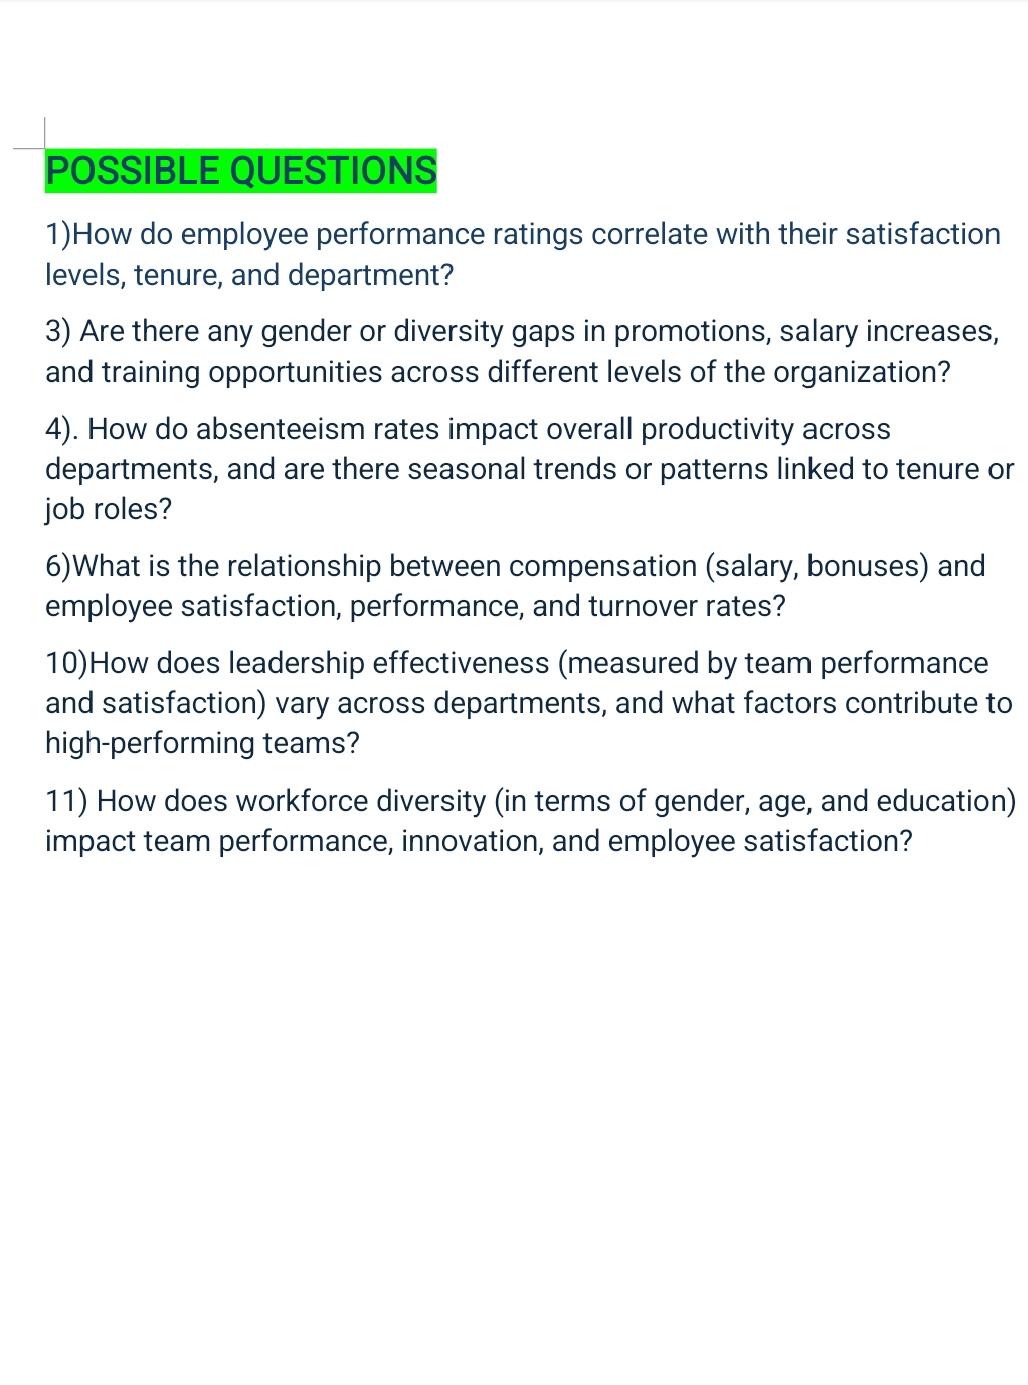 POSSIBLE QUESTIONS
1)How do employee performance ratings correlate with their satisfaction
levels, tenure, and department?
3) Are there any gender or diversity gaps in promotions, salary increases,
and training opportunities across different levels of the organization?
4). How do absenteeism rates impact overall productivity across
departments, and are there seasonal trends or patterns linked to tenure or
job roles?
6)What is the relationship between compensation (salary, bonuses) and
employee satisfaction, performance, and turnover rates?
10)How does leadership effectiveness (measured by team performance
and satisfaction) vary across departments, and what factors contribute to
high-performing teams?
11) How does workforce diversity (in terms of gender, age, and education)
impact team performance, innovation, and employee satisfaction?